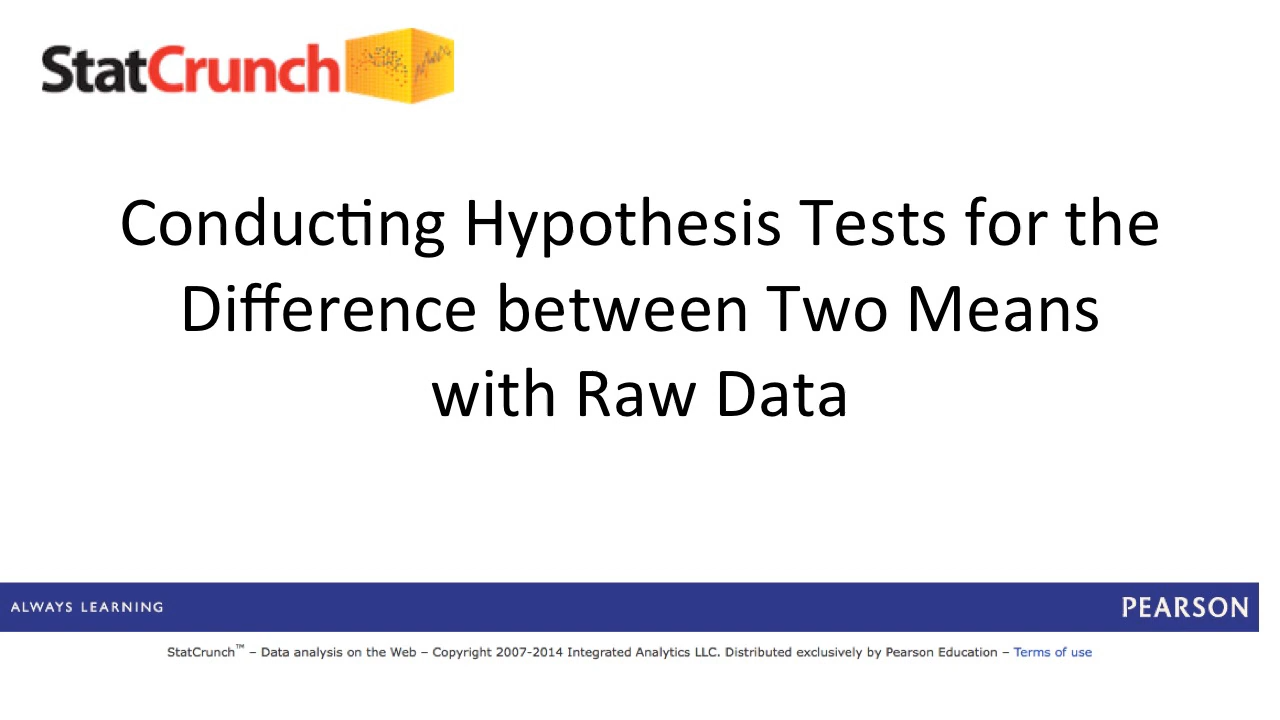 StatCrunch
Conducting Hypothesis Tests for the
Difference between Two Means
with Raw Data
ALWAYS LEARNING
PEARSON
StatCrunch™ – Data analysis on the Web – Copyright 2007-2014 Integrated Analytics LLC. Distributed exclusively by Pearson Education – Terms of use